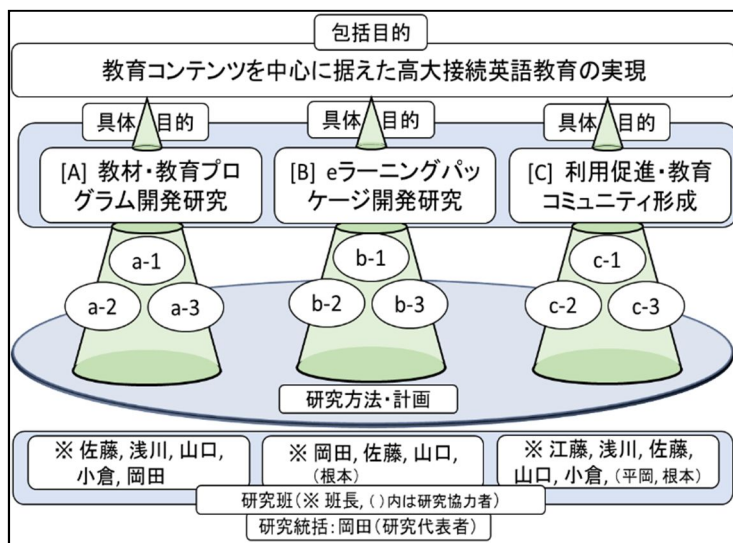 包括目的
教育コンテンツを中心に据えた高大接続英語教育の実現
具体 目的
具体 目的
具体 目的
[A] 教材・教育プロ
グラム開発研究
[B] eラーニングパッ
ケージ開発研究
[C] 利用促進・教育
コミュニティ形成
a-1
a-2
a-3
b-1
b-2
b-3
c-1
c-2
c-3
研究方法・計画
※ 佐藤, 浅川, 山口,
小倉, 岡田
※ 岡田, 佐藤, 山口,
(根本)
※ 江藤, 浅川, 佐藤,
山口, 小倉, (平岡, 根本)
研究班(※ 班長, ( )内は研究協力者)
研究統括:岡田(研究代表者)